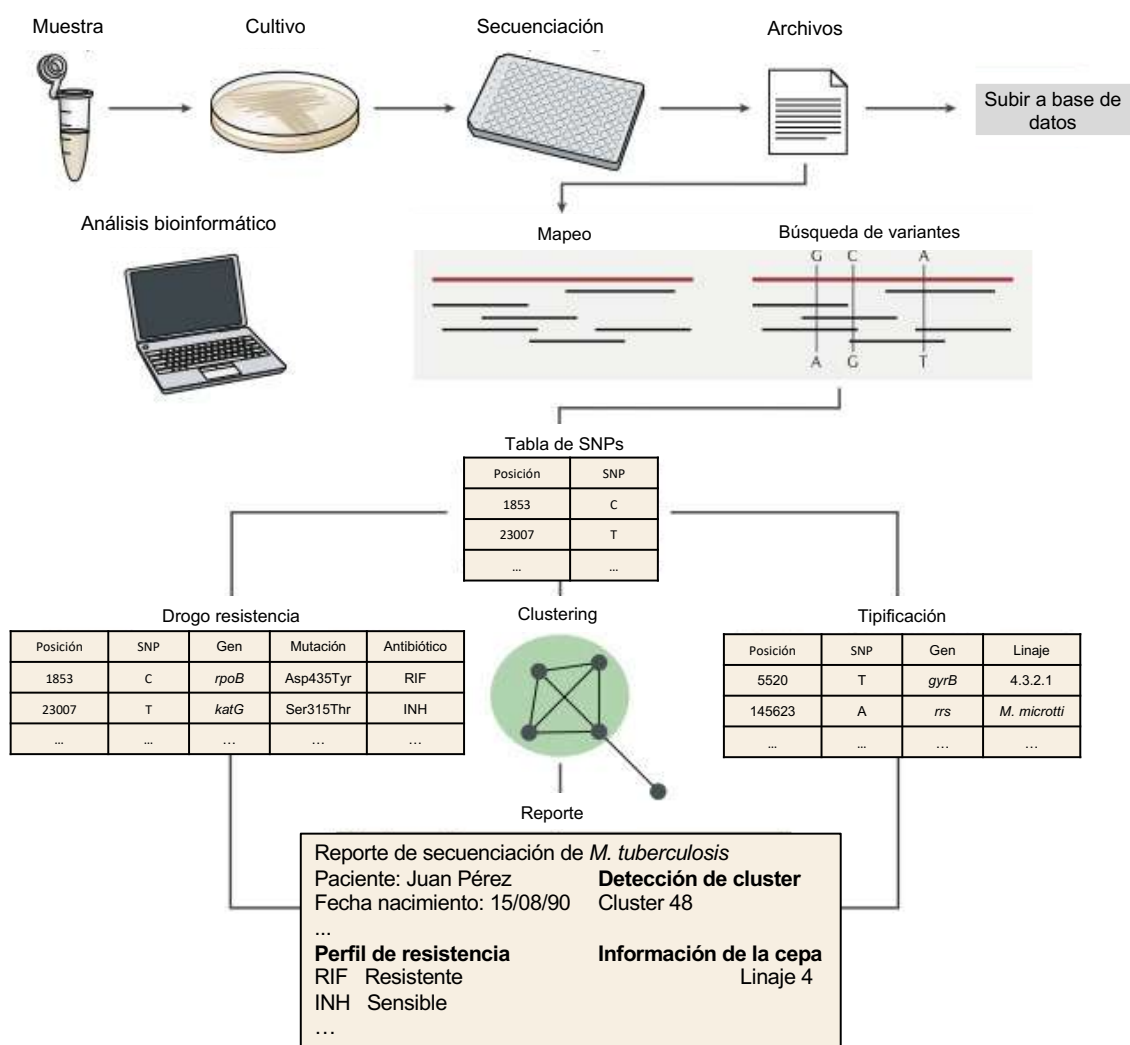 Muestra
Cultivo
Secuenciación
Archivos
Subir a base de
datos
Análisis bioinformático
Mapeo
Búsqueda de variantes
G C A
A G T
Tabla de SNPs
Posición SNP
1853 C
23007 T
... ...
Drogo resistencia
Posición SNP Gen Mutación Antibiótico
1853 C rpoB Asp435Tyr RIF
23007 T katG Ser315Thr INH
... ... ... ... ...
Clustering
Tipificación
Posición SNP Gen Linaje
5520 T gyrB 4.3.2.1
145623 A rrs M. microtti
... ... ... ...
Reporte
Reporte de secuenciación de M. tuberculosis
Paciente: Juan Pérez Detección de cluster
Fecha nacimiento: 15/08/90 Cluster 48
...
Perfil de resistencia Información de la cepa
RIF Resistente Linaje 4
INH Sensible
...